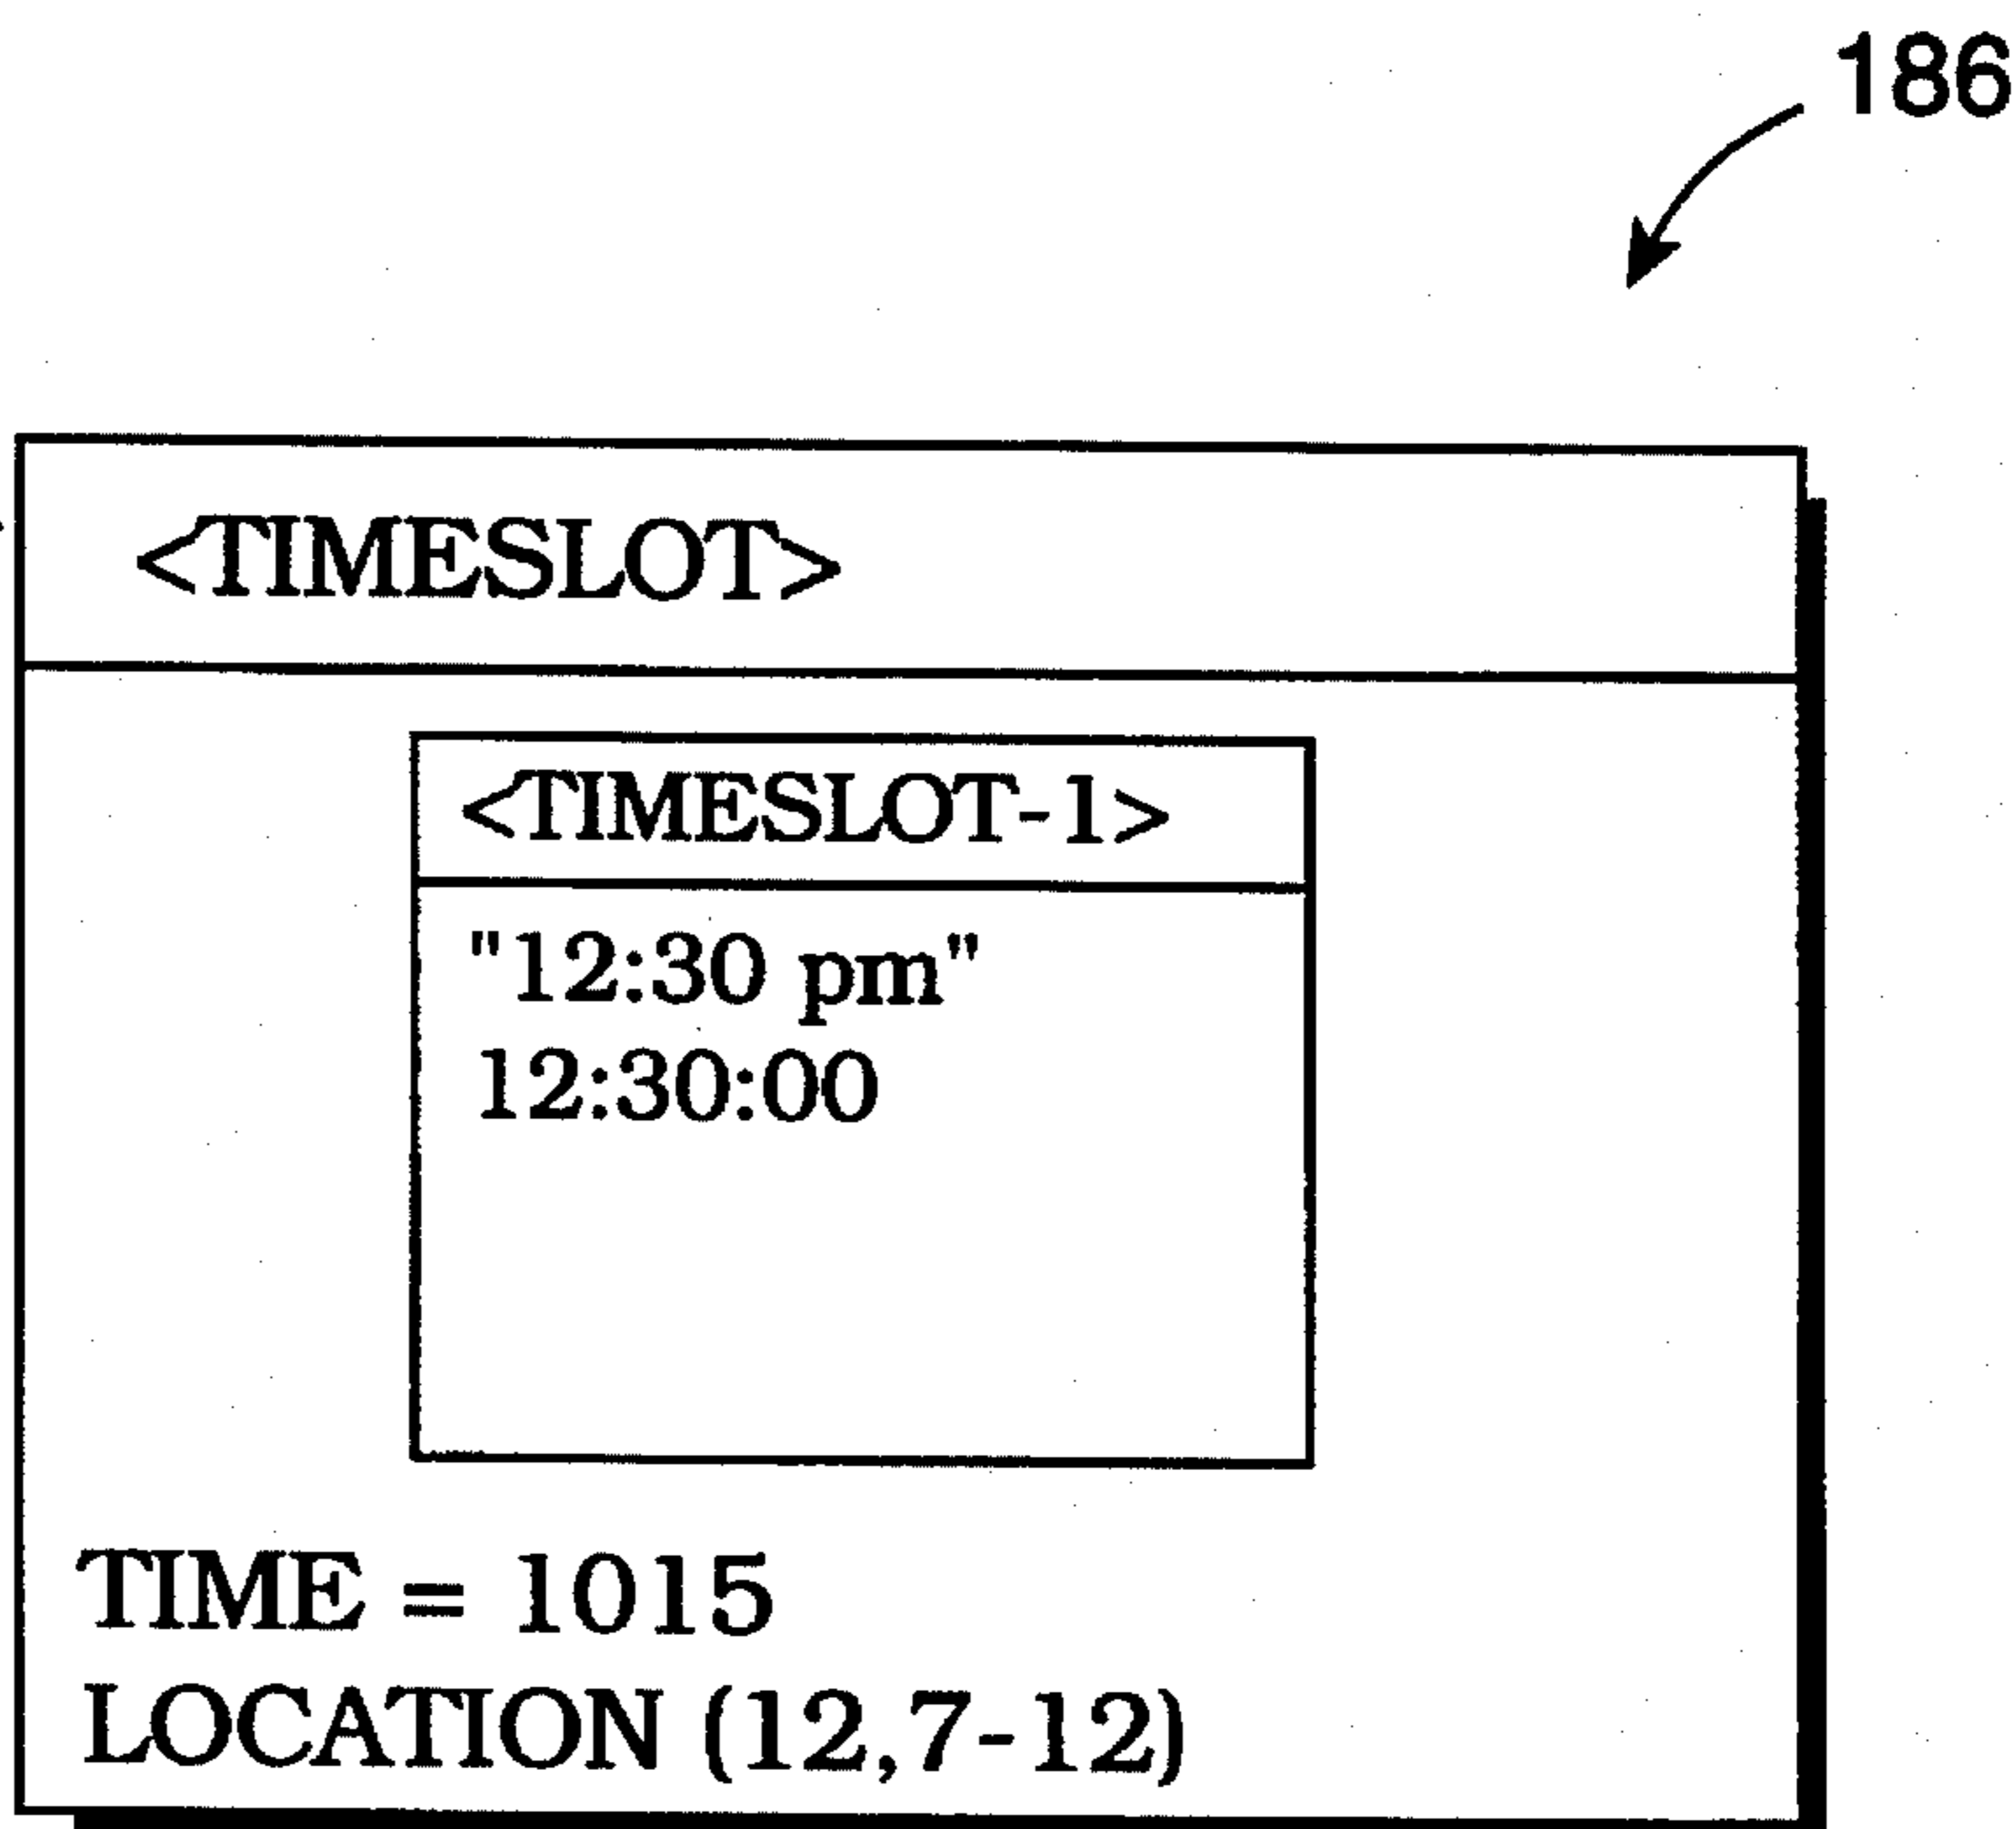 186
<TIMESLOT>
<TIMESLOT-1>
"12:30 pm"
12:30:00
TIME = 1015
LOCATION (12,7-12)